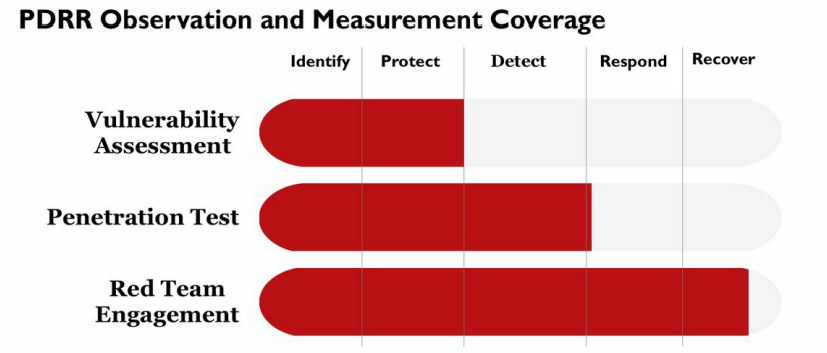 PDRR Observation and Measurement Coverage
Identify Protect Detect Respond Recover
Vulnerability
Assessment
Penetration Test
Red Team
Engagement